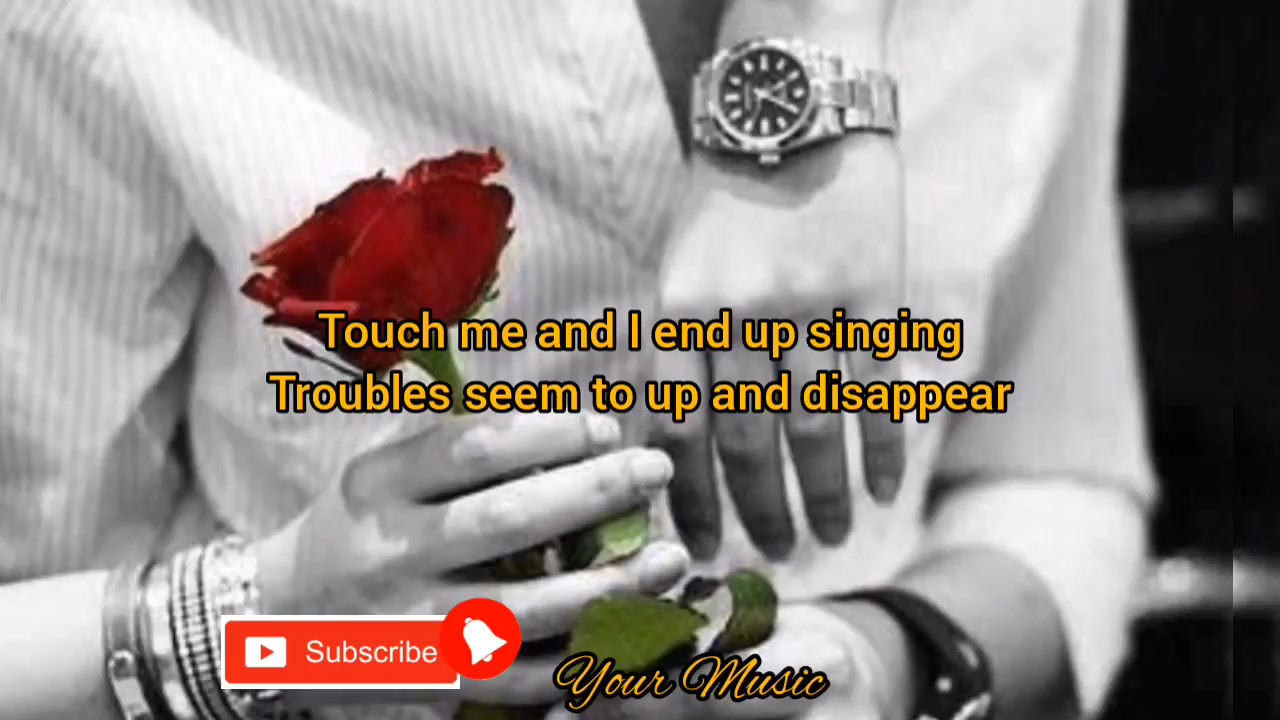 Touch me and I end up singing
Troubles seem to up and disappear
Subscribe
Your Music